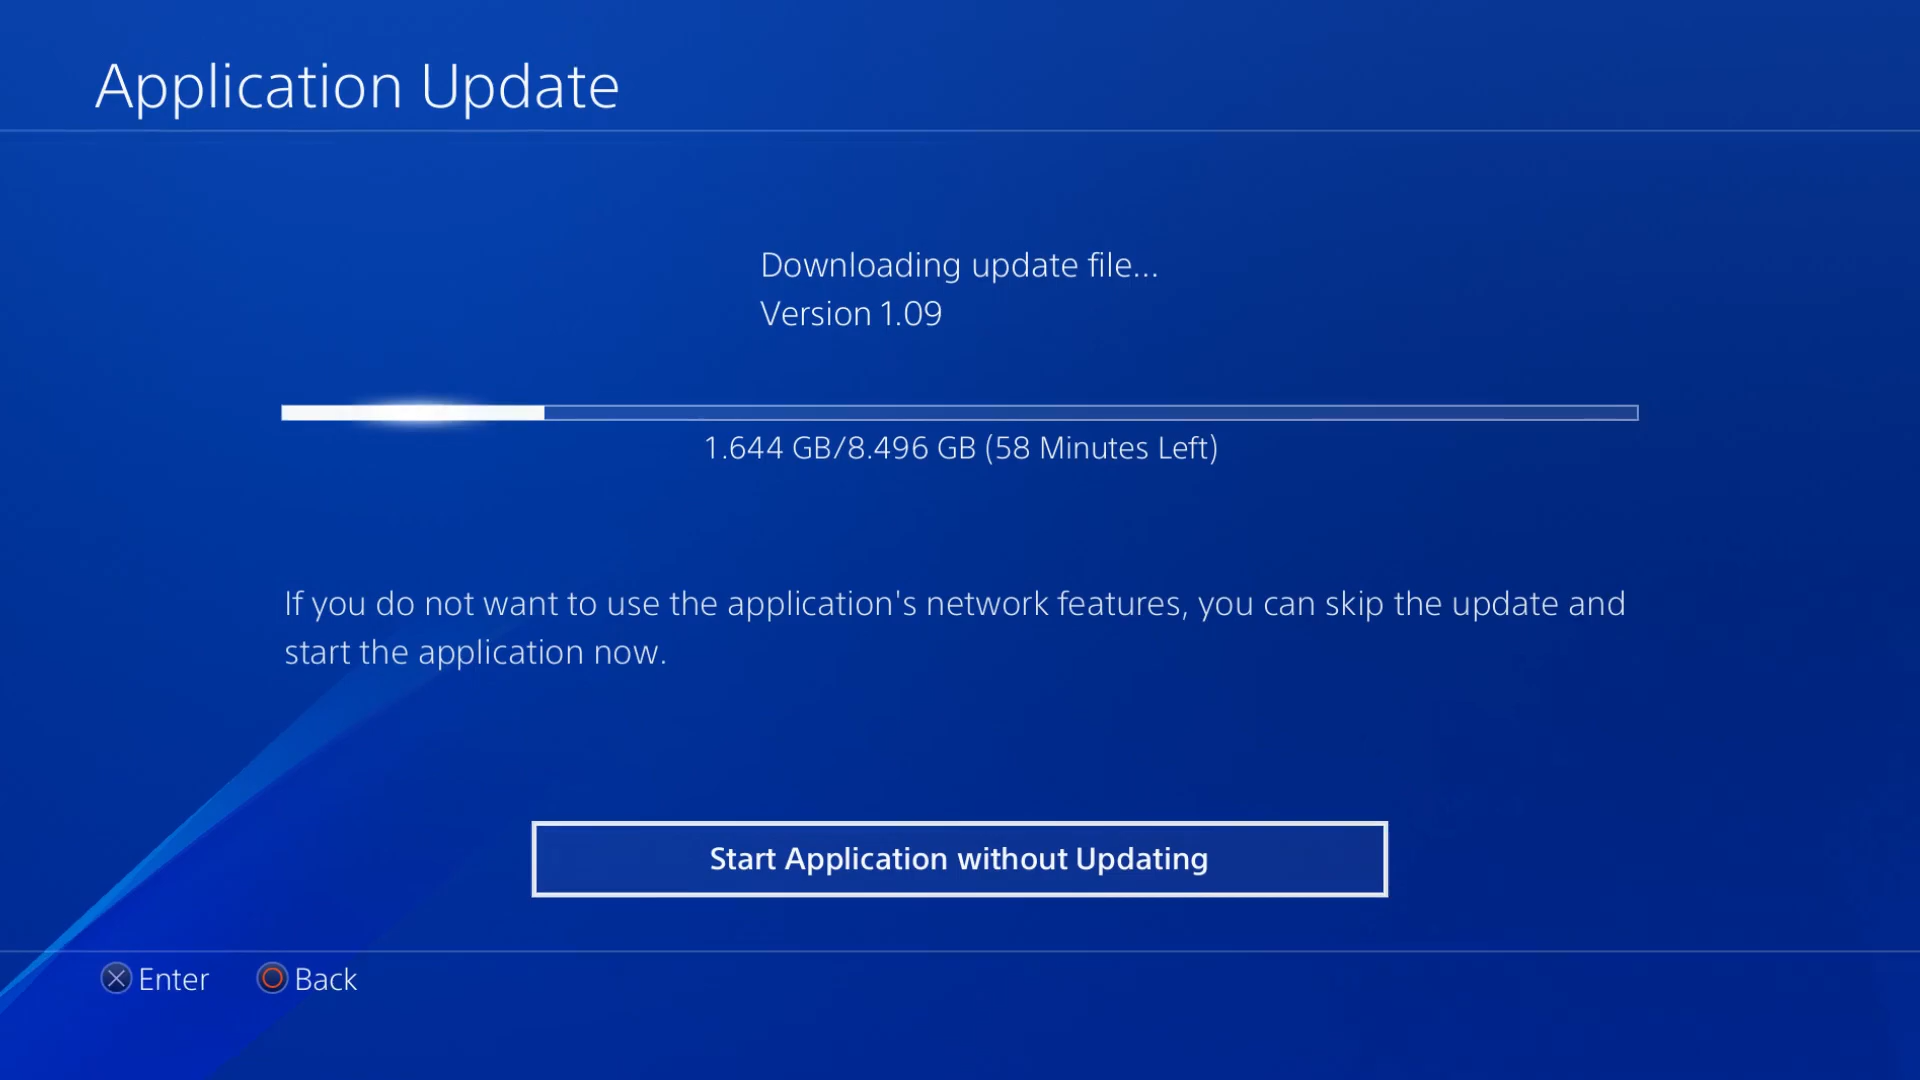 Application Update
Downloading update file...
Version 1.09
1.644 GB/8.496 GB (58 Minutes Left)
If you do not want to use the application's network features, you can skip the update and
start the application now.
Start Application without Updating
Enter Back